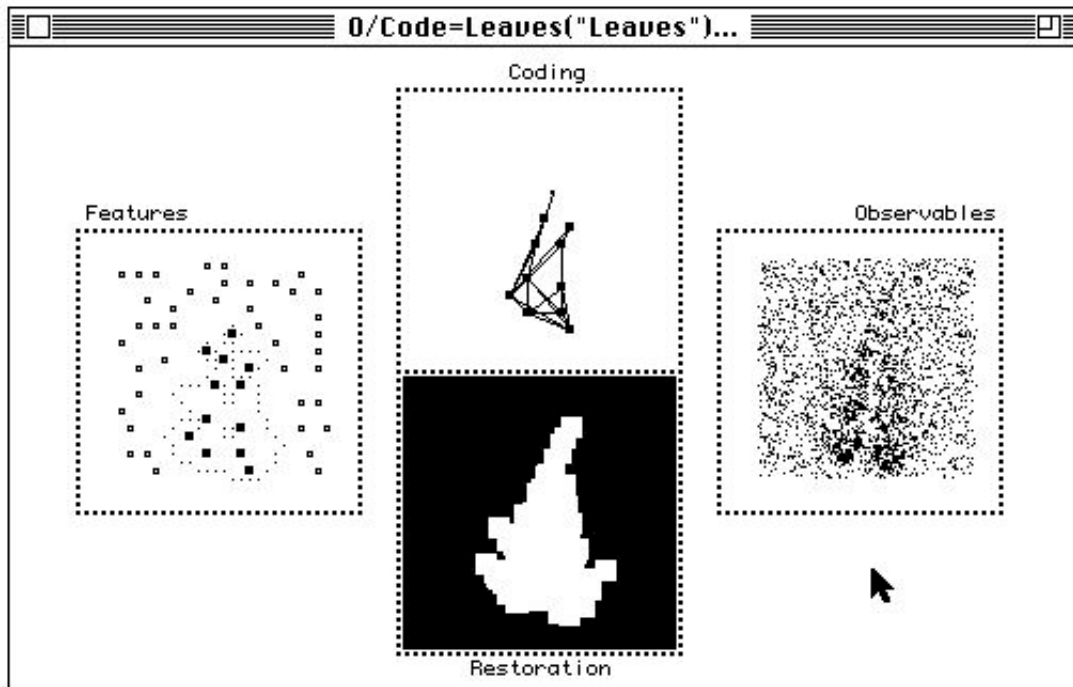 0/Code=Leaves("Leaves")...
Coding
Features
Observables
Restoration